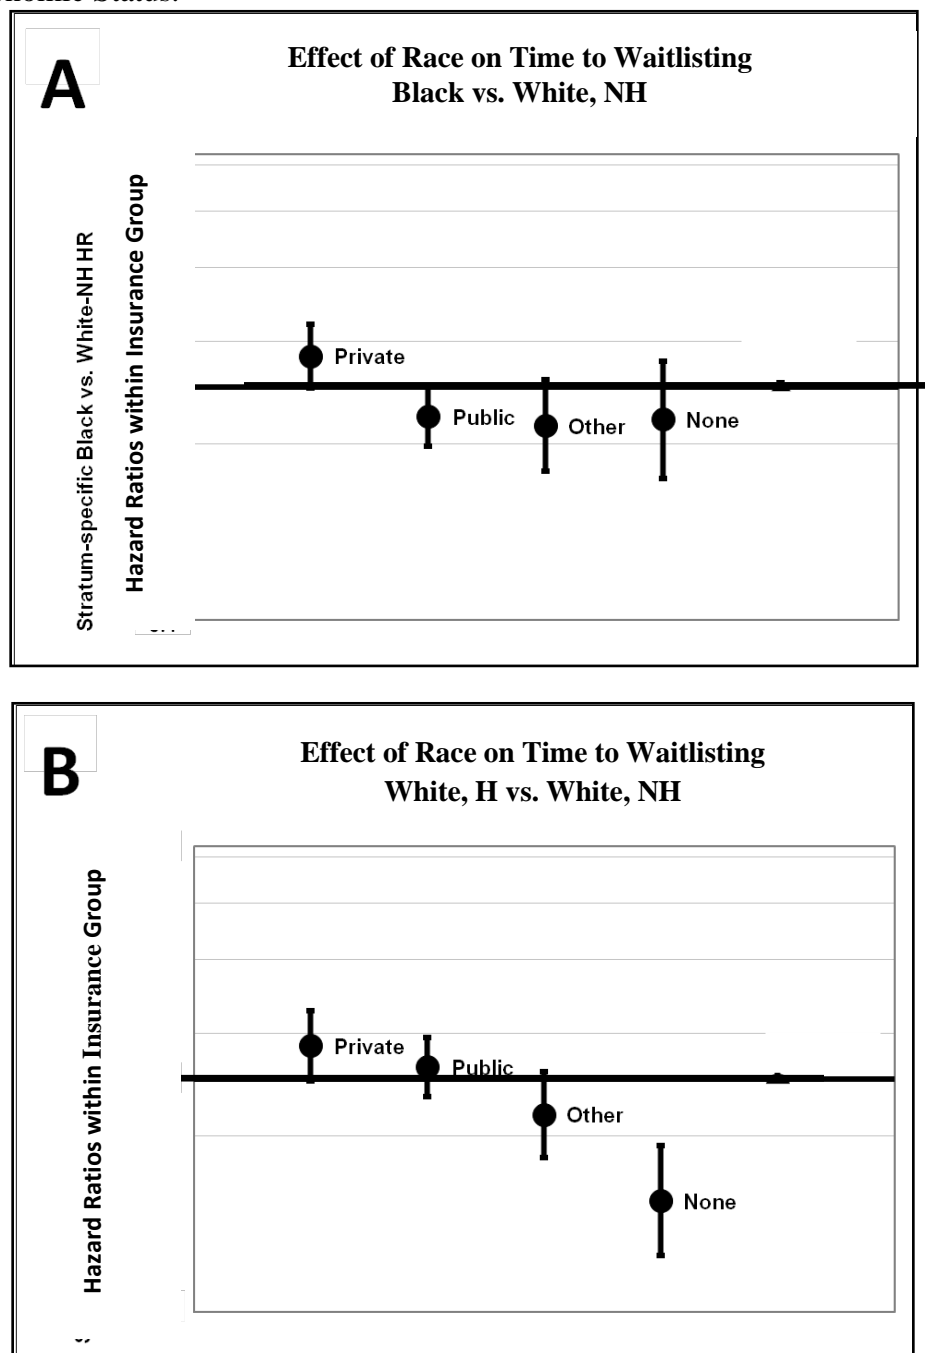 A
Effect of Race on Time to Waitlisting
Black vs. White, NH
Stratum-specific Black vs. White-NH HR
Hazard Ratios within Insurance Group
Private
Public
Other
None
B
Effect of Race on Time to Waitlisting
White, H vs. White, NH
Hazard Ratios within Insurance Group
Private
Public
Other
None